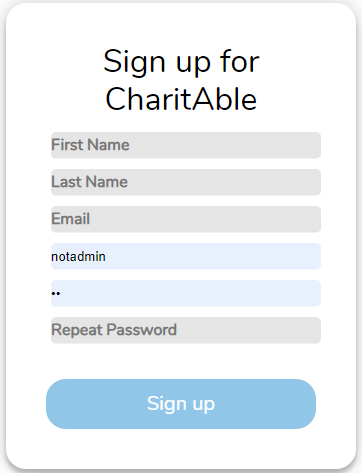 Sign up for
CharitAble
First Name
Last Name
Email
notadmin
••
Repeat Password
Sign up